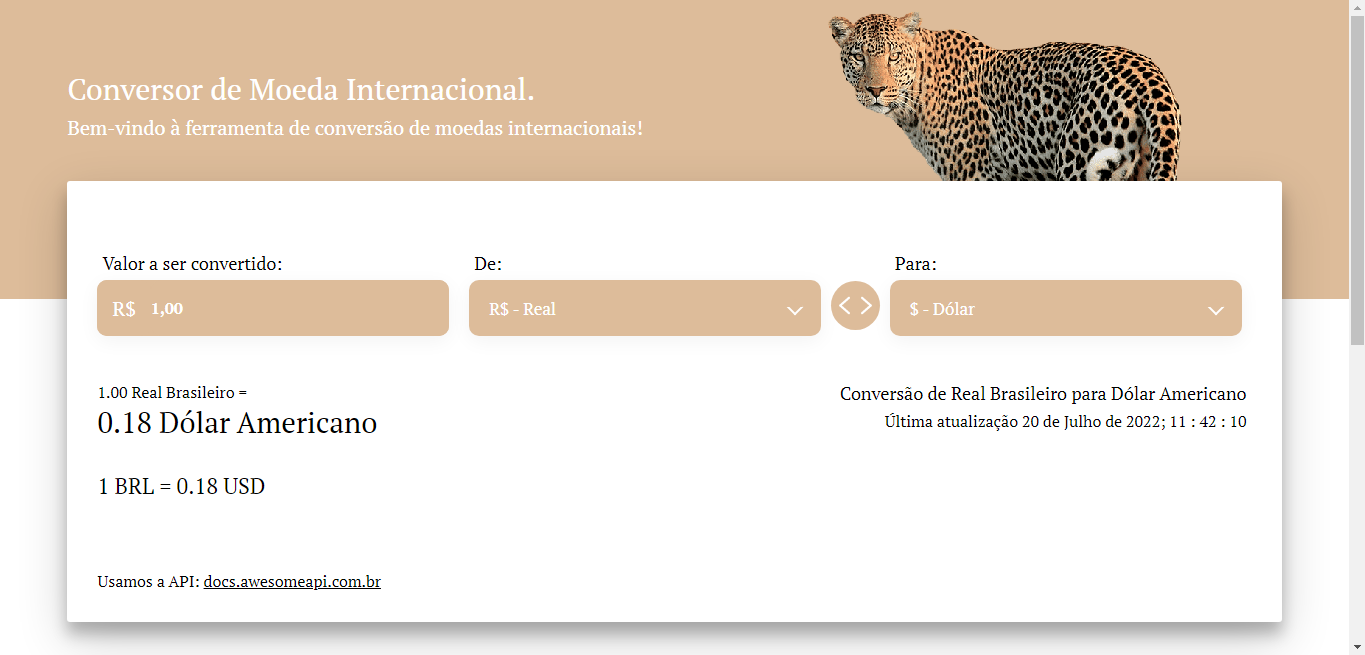 Conversor de Moeda Internacional.
Bem-vindo à ferramenta de conversão de moedas internacionais!
Valor a ser convertido:
De:
Para:
R$ 1,00
R$ - Real
< >
$ - Dólar
1.00 Real Brasileiro =
0.18 Dólar Americano
Conversão de Real Brasileiro para Dólar Americano
Última atualização 20 de Julho de 2022; 11 : 42 : 10
1 BRL = 0.18 USD
Usamos a API: docs.awesomeapi.com.br